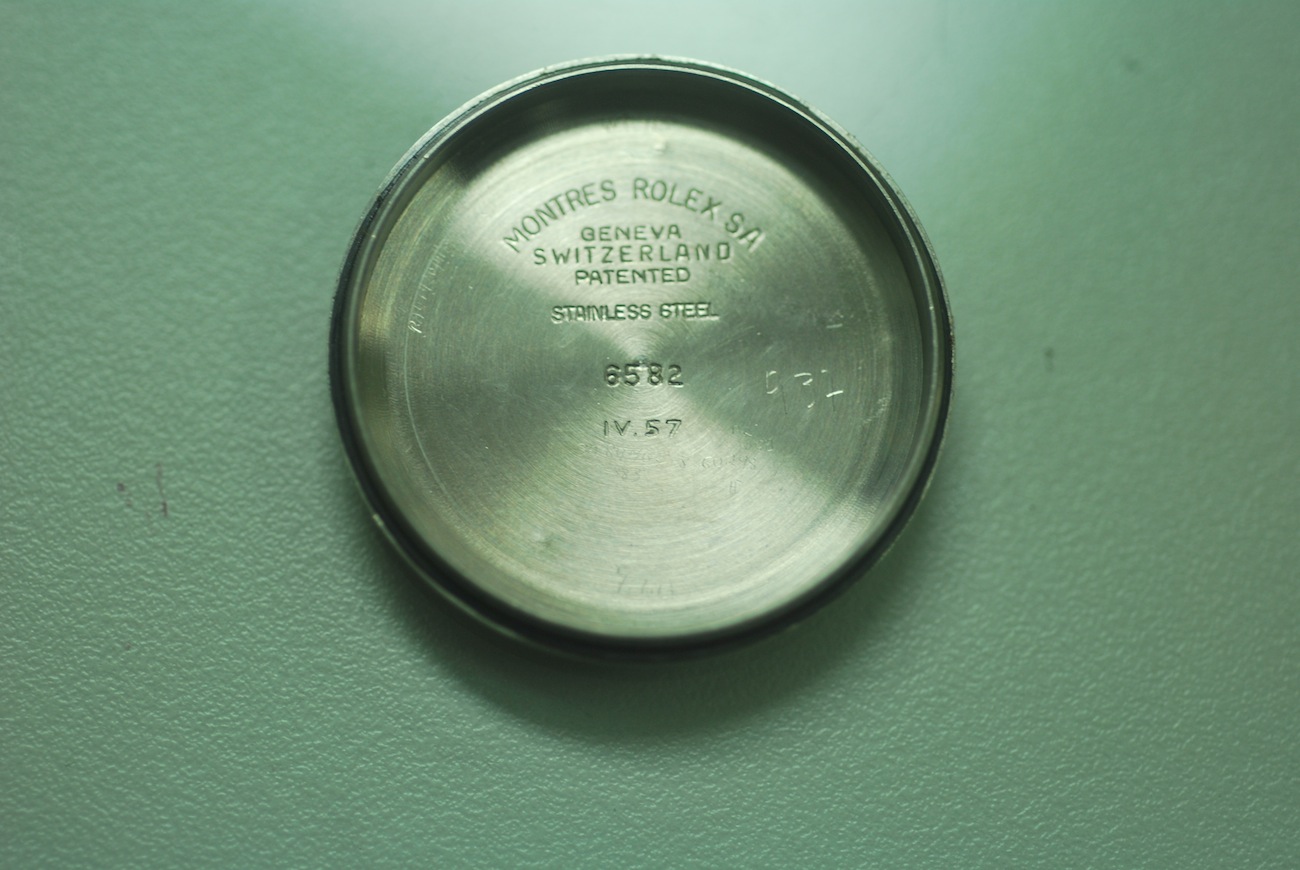 MONTRES ROLEX. SA
GENEVA
SWITZERLAND
PATENTED
STAINLESS STEEL
6582
IV. 57